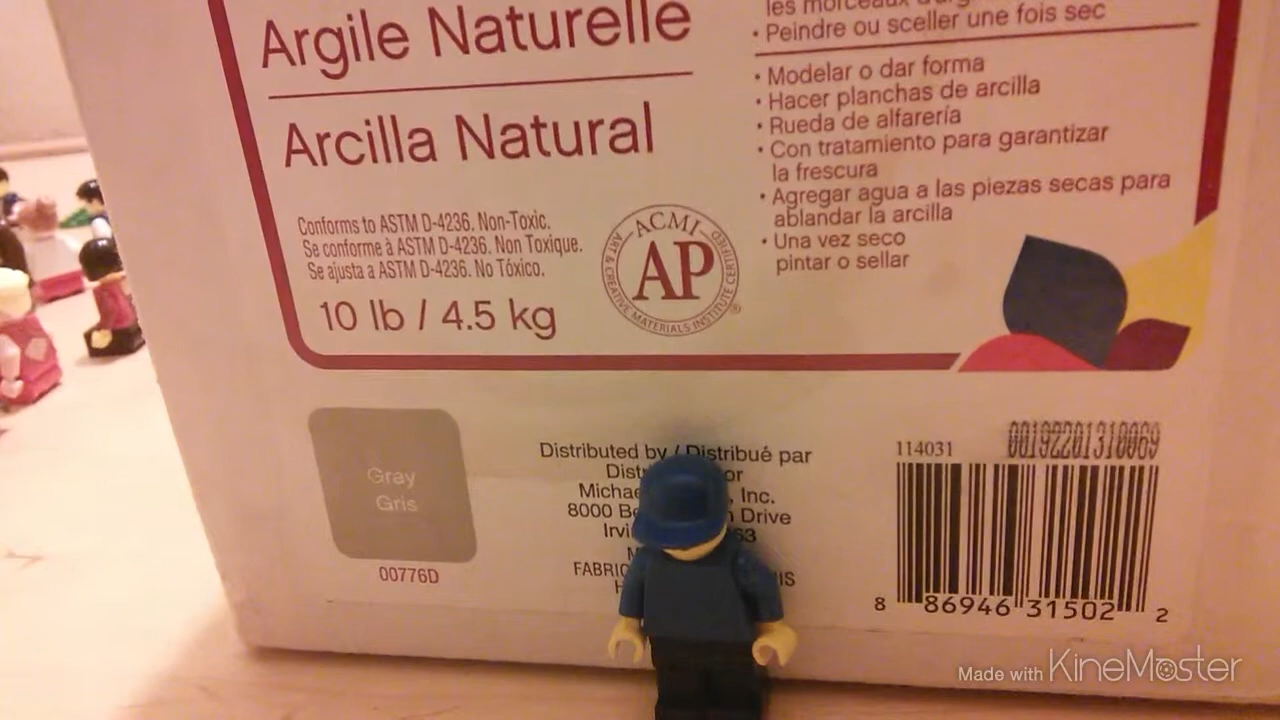 Argile Naturelle
Arcilla Natural
Conforms to ASTM D-4236. Non-Toxic.
Se conforme à ASTM D-4236. Non Toxique.
Se ajusta a ASTM D-4236. No Tóxico.
10 lb / 4.5 kg
ACMI
AP
ART & CREATIVE MATERIALS INSTITUTE CERTIFIED
®
les morceaux
• Peindre ou sceller une fois sec
• Modelar o dar forma
• Hacer planchas de arcilla
• Rueda de alfarería
• Con tratamiento para garantizar
la frescura
• Agregar agua a las piezas secas para
ablandar la arcilla
• Una vez seco
pintar o sellar
Gray
Gris
00776D
Distributed by / Distribué par
, Inc.
8000 Drive
114031
8 86946 31502 2
Made with KineMaster